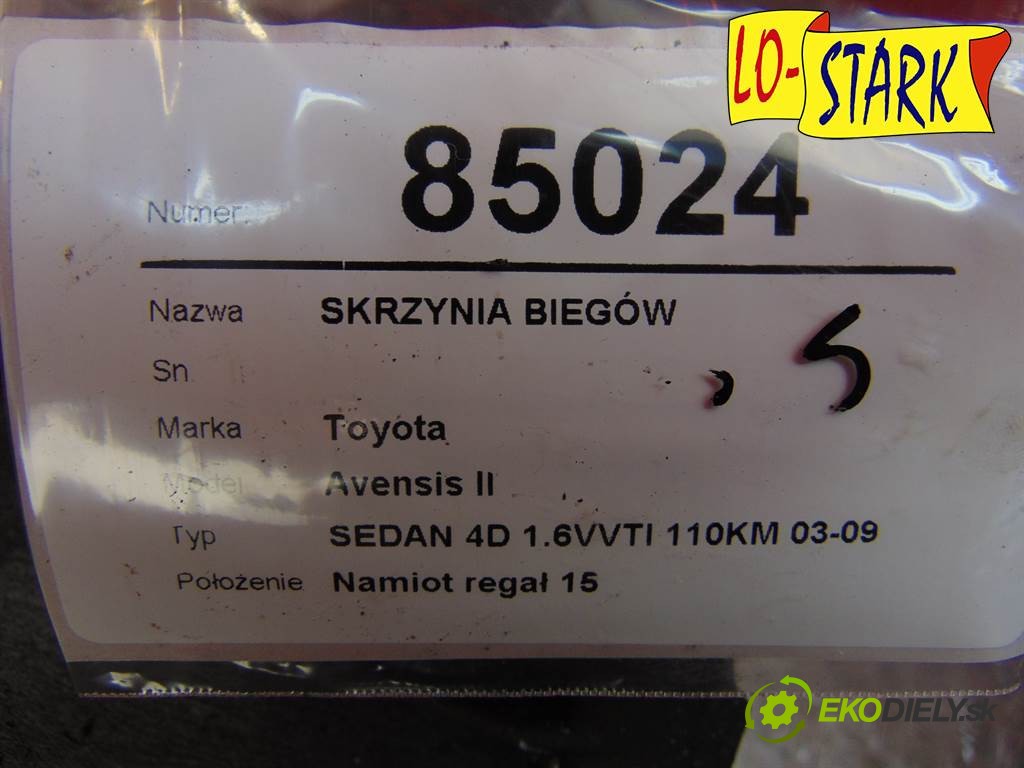 LO-STARK
Numer: 85024
Nazwa SKRZYNIA BIEGÓW
Sn , 5
Marka Toyota
Model Avensis II
Typ SEDAN 4D 1.6VVTI 110KM 03-09
Położenie Namiot regał 15
EKODIELY.sk